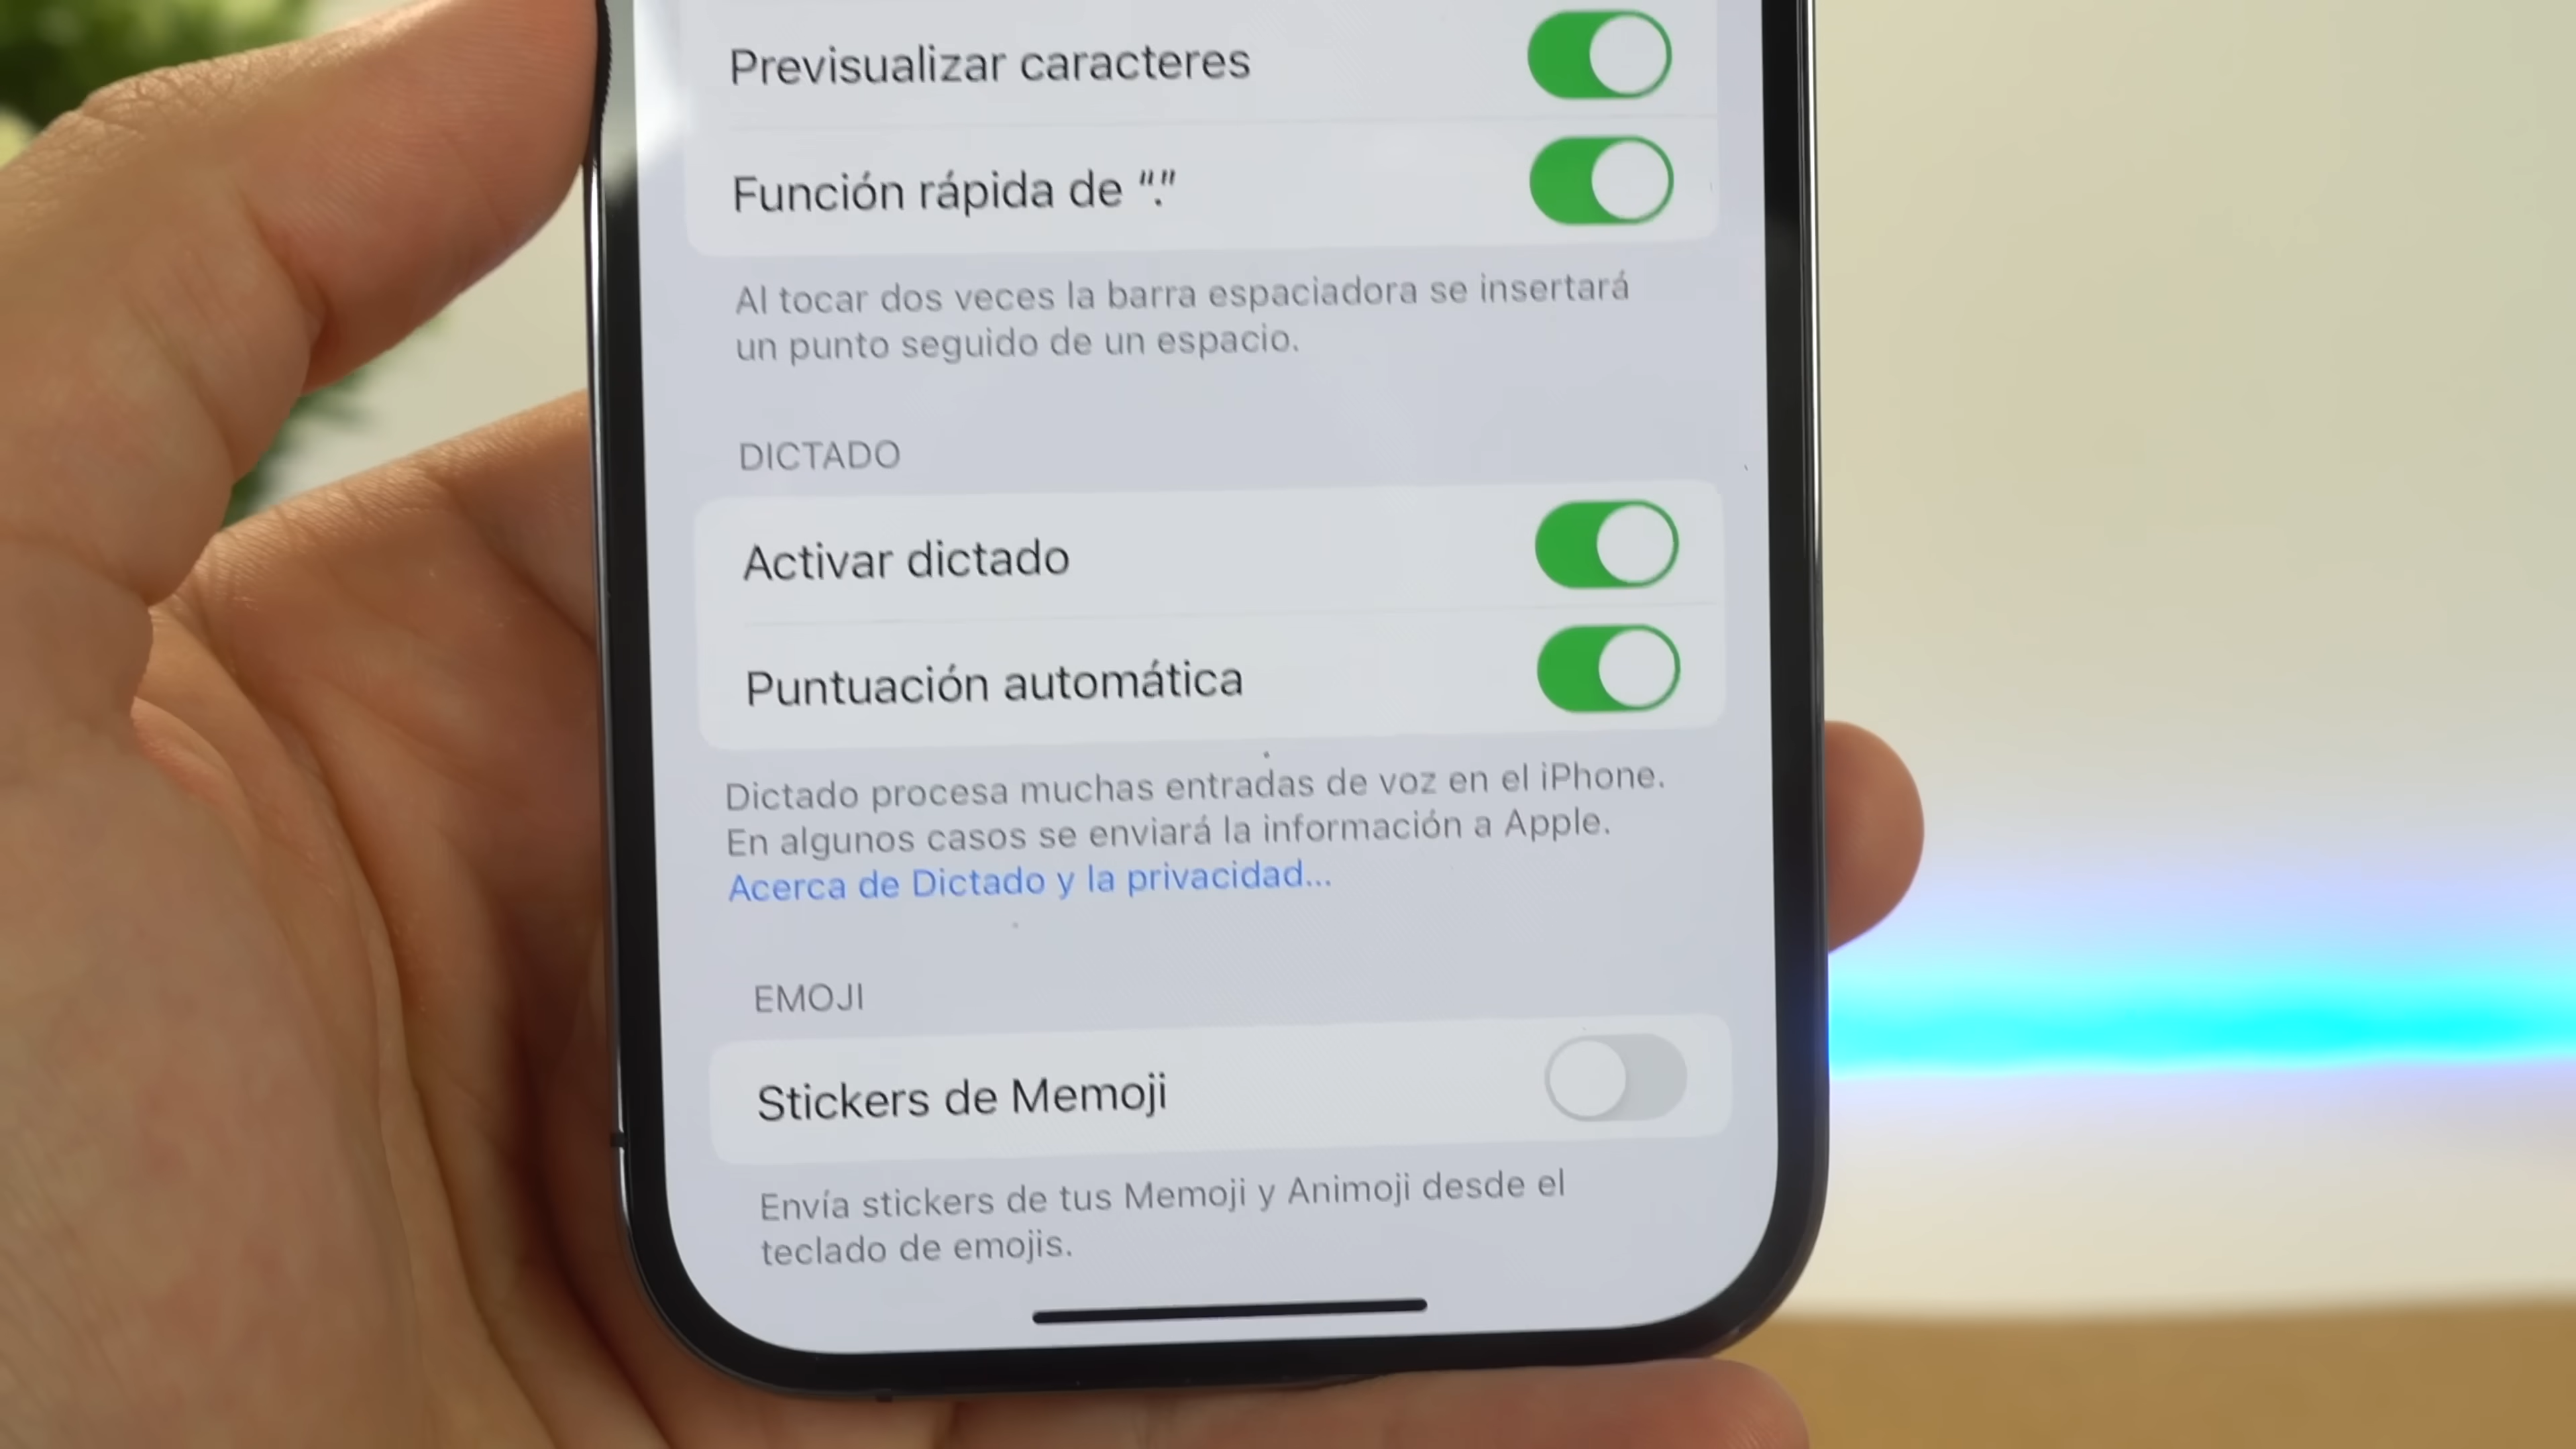 Previsualizar caracteres
Función rápida de “.”
Al tocar dos veces la barra espaciadora se insertará
un punto seguido de un espacio.
DICTADO
Activar dictado
Puntuación automática
Dictado procesa muchas entradas de voz en el iPhone.
En algunos casos se enviará la información a Apple.
Acerca de Dictado y la privacidad...
EMOJI
Stickers de Memoji
Envía stickers de tus Memoji y Animoji desde el
teclado de emojis.